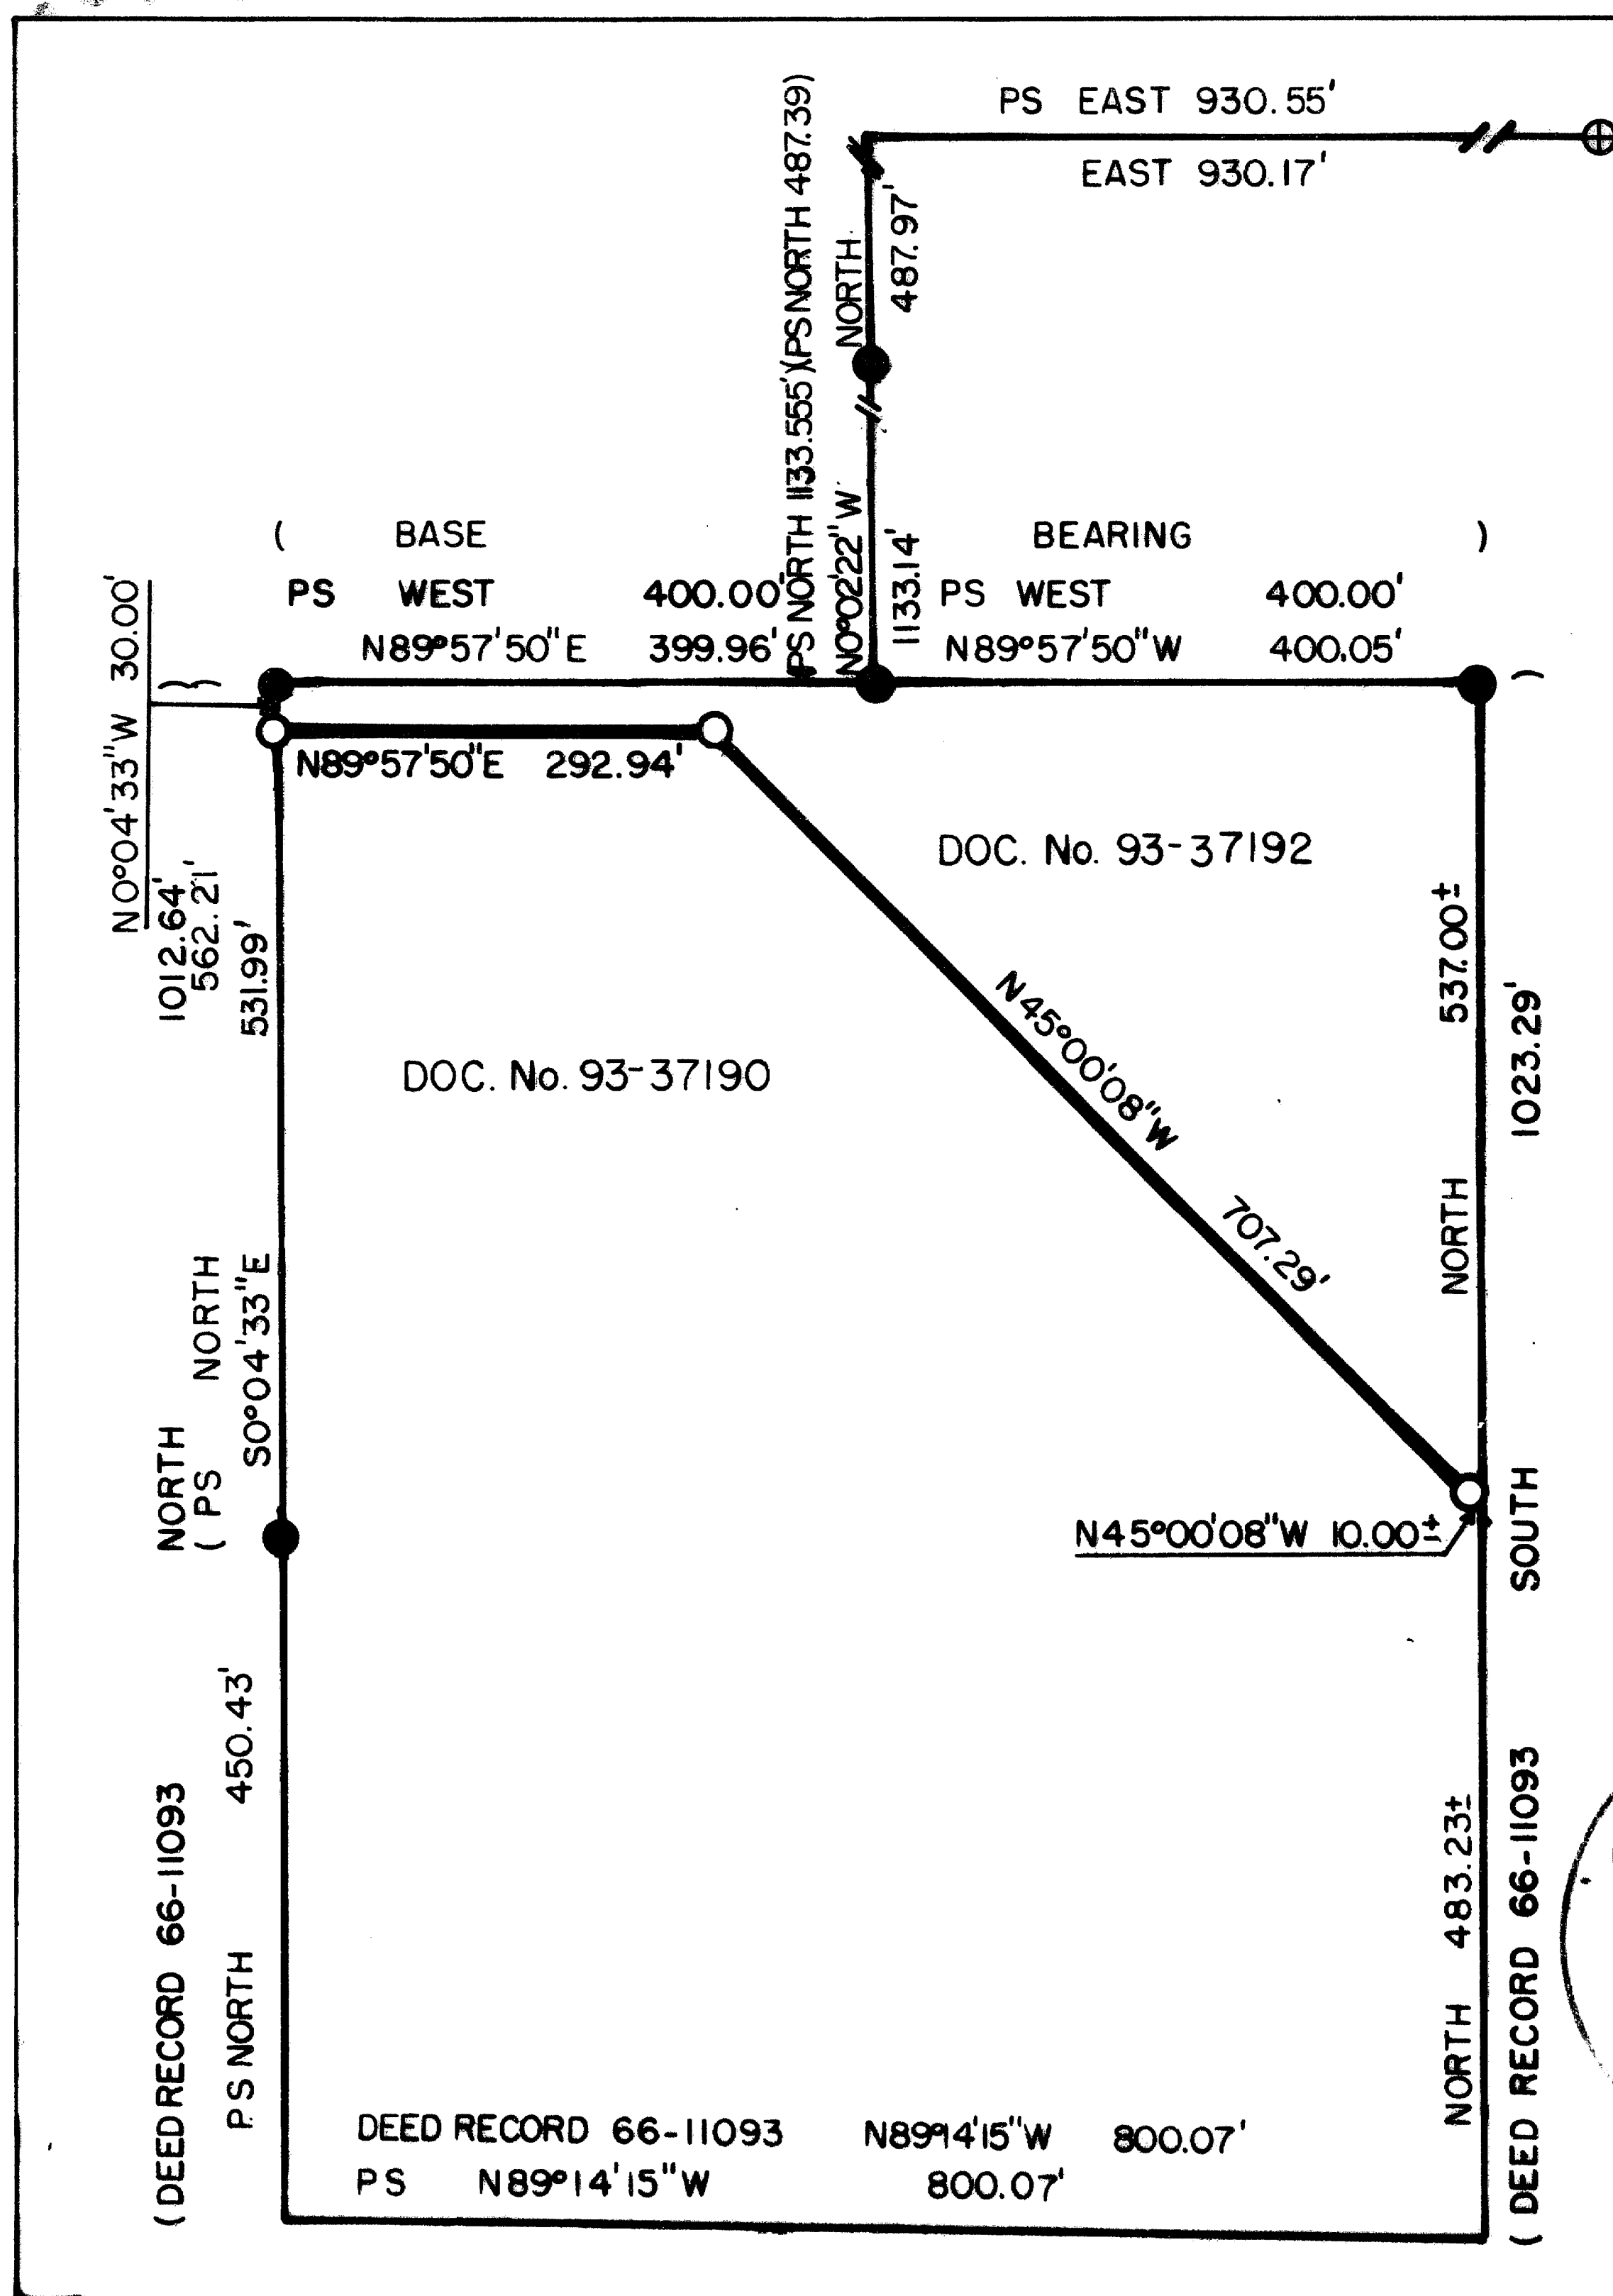 PS EAST 930.55'
EAST 930.17'
PS NORTH 1133.555')(PS NORTH 487.39)
NORTH
487.97'
N0°02'22"W
1133.14'
( BASE BEARING )
PS WEST 400.00' PS WEST 400.00'
N89°57'50"E 399.96' N89°57'50"W 400.05'
N0°04'33"W 30.00'
N89°57'50"E 292.94'
DOC. No. 93-37192
DOC. No. 93-37190
N45°00'08"W 707.29'
N45°00'08"W 10.00±
(DEED RECORD 66-11093 NORTH 1012.64' )
( PS NORTH 562.21' )
S0°04'33"E 531.99'
PS NORTH 450.43'
NORTH 537.00±
NORTH 483.23±
( DEED RECORD 66-11093 SOUTH 1023.29' )
DEED RECORD 66-11093 N89°14'15"W 800.07'
PS N89°14'15"W 800.07'